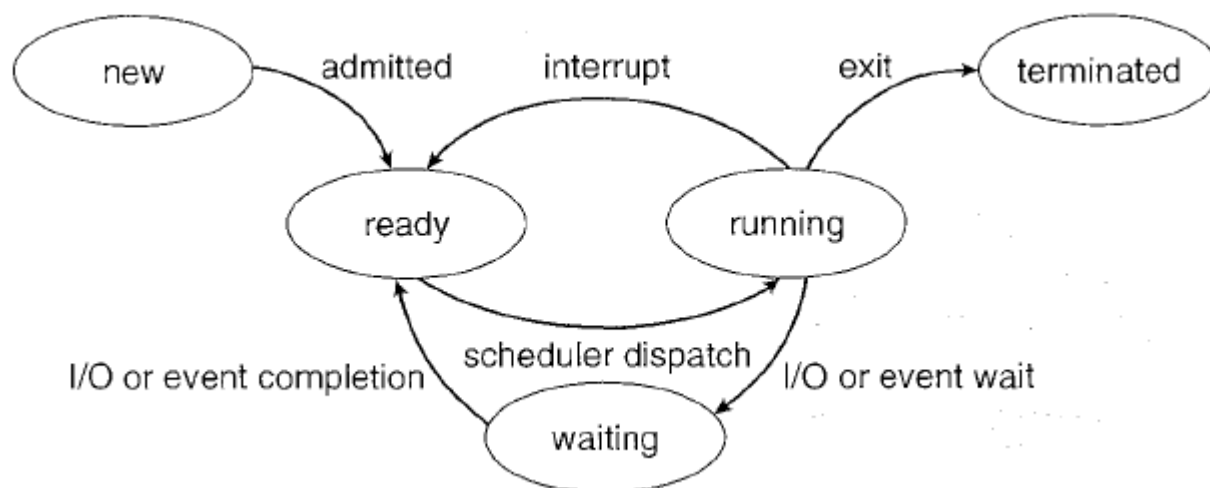 new
admitted
interrupt
exit
terminated
ready
running
I/O or event completion
scheduler dispatch
I/O or event wait
waiting